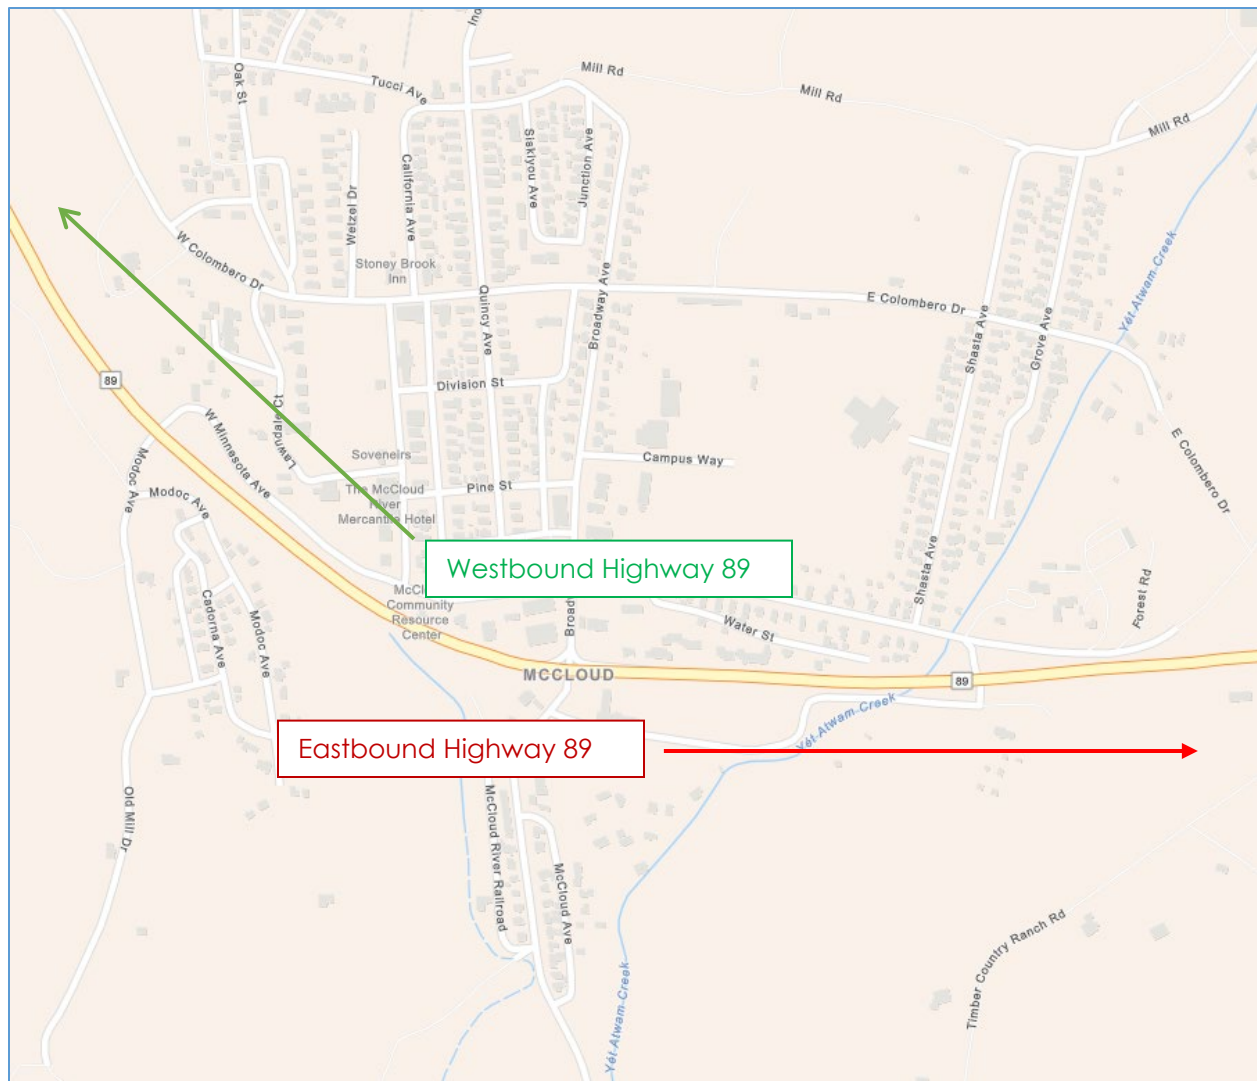 Ind
Mill Rd
Oak St
Tucci Ave
Mill Rd
Mill Rd
Siskiyou Ave
Junction Ave
California Ave
Wetzel Dr
W Colombero Dr
Stoney Brook
Inn
Quincy Ave
Broadway Ave
E Colombero Dr
Yét Atwam Creek
Shasta Ave
Grove Ave
89
Division St
Lawndale Ct
W Minnesota Ave
Soveneirs
Campus Way
E Colombero Dr
Modoc Ave
Modoc Ave
The McCloud
River
Mercantile Hotel
Pine St
Westbound Highway 89
McCl
Community
Resource
Center
Broad
Water St
Shasta Ave
Forest Rd
Cadorna Ave
Modoc Ave
MCCLOUD
89
Yét Atwam Creek
Eastbound Highway 89
Old Mill Dr
McCloud River Railroad
McCloud Ave
Timber Country Ranch Rd
Yét Atwam Creek